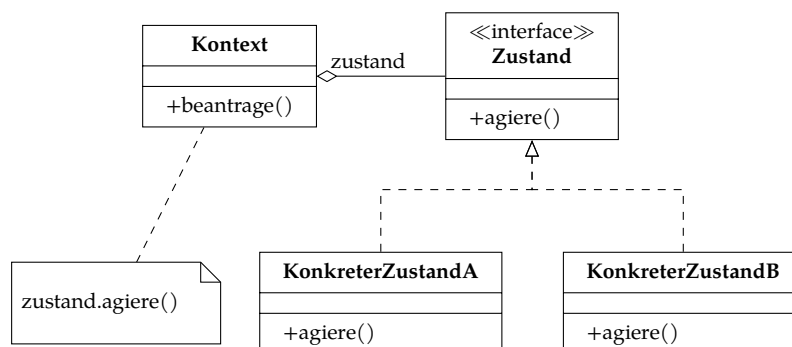 Kontext
+beantrage()
zustand
≪interface≫
Zustand
+agiere()
zustand.agiere()
KonkreterZustandA
+agiere()
KonkreterZustandB
+agiere()